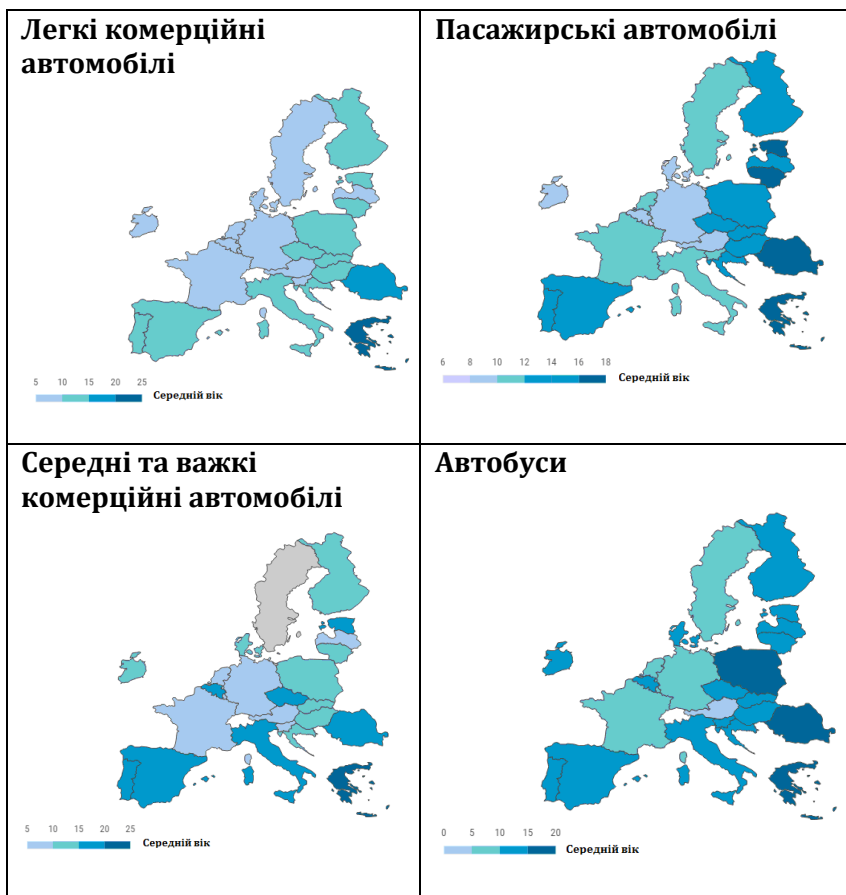 Легкі комерційні
автомобілі
5 10 15 20 25
Середній вік
Пасажирські автомобілі
6 8 10 12 14 16 18
Середній вік
Середні та важкі
комерційні автомобілі
5 10 15 20 25
Середній вік
Автобуси
0 5 10 15 20
Середній вік